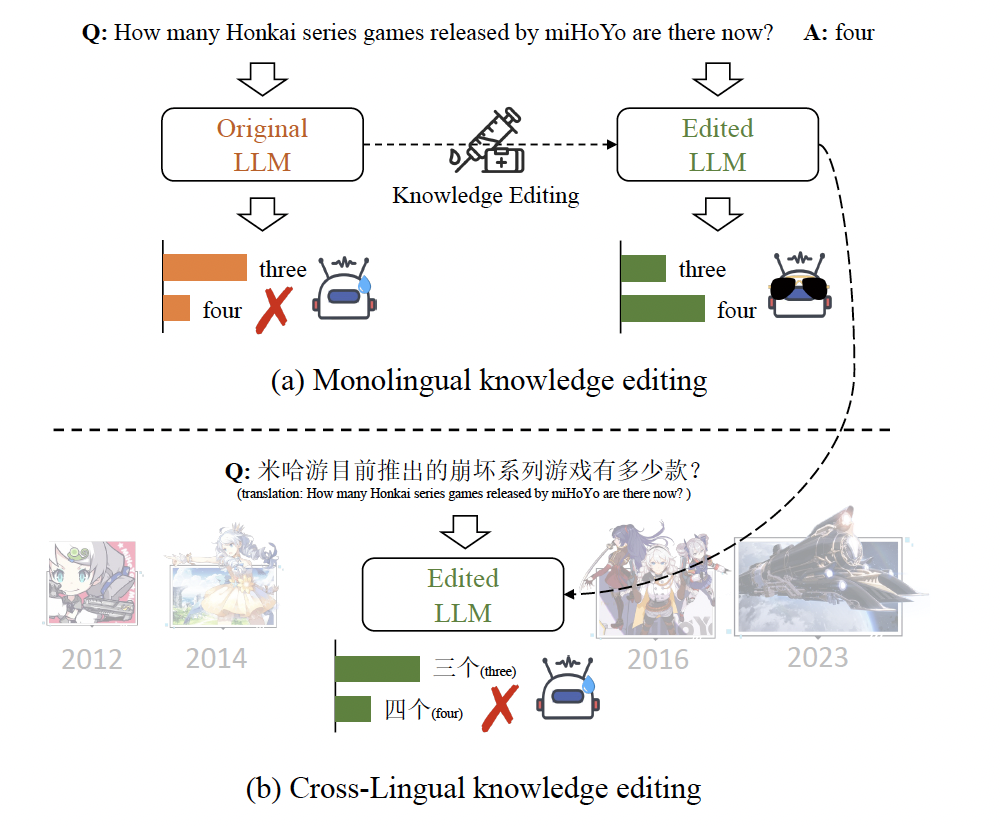 Q: How many Honkai series games released by miHoYo are there now? A: four
Original
LLM
Edited
LLM
Knowledge Editing
three
four
three
four
(a) Monolingual knowledge editing
Q: 米哈游目前推出的崩坏系列游戏有多少款?
(translation: How many Honkai series games released by miHoYo are there now? )
Edited
LLM
2012
2014
2016
2023
三个(three)
四个(four)
(b) Cross-Lingual knowledge editing